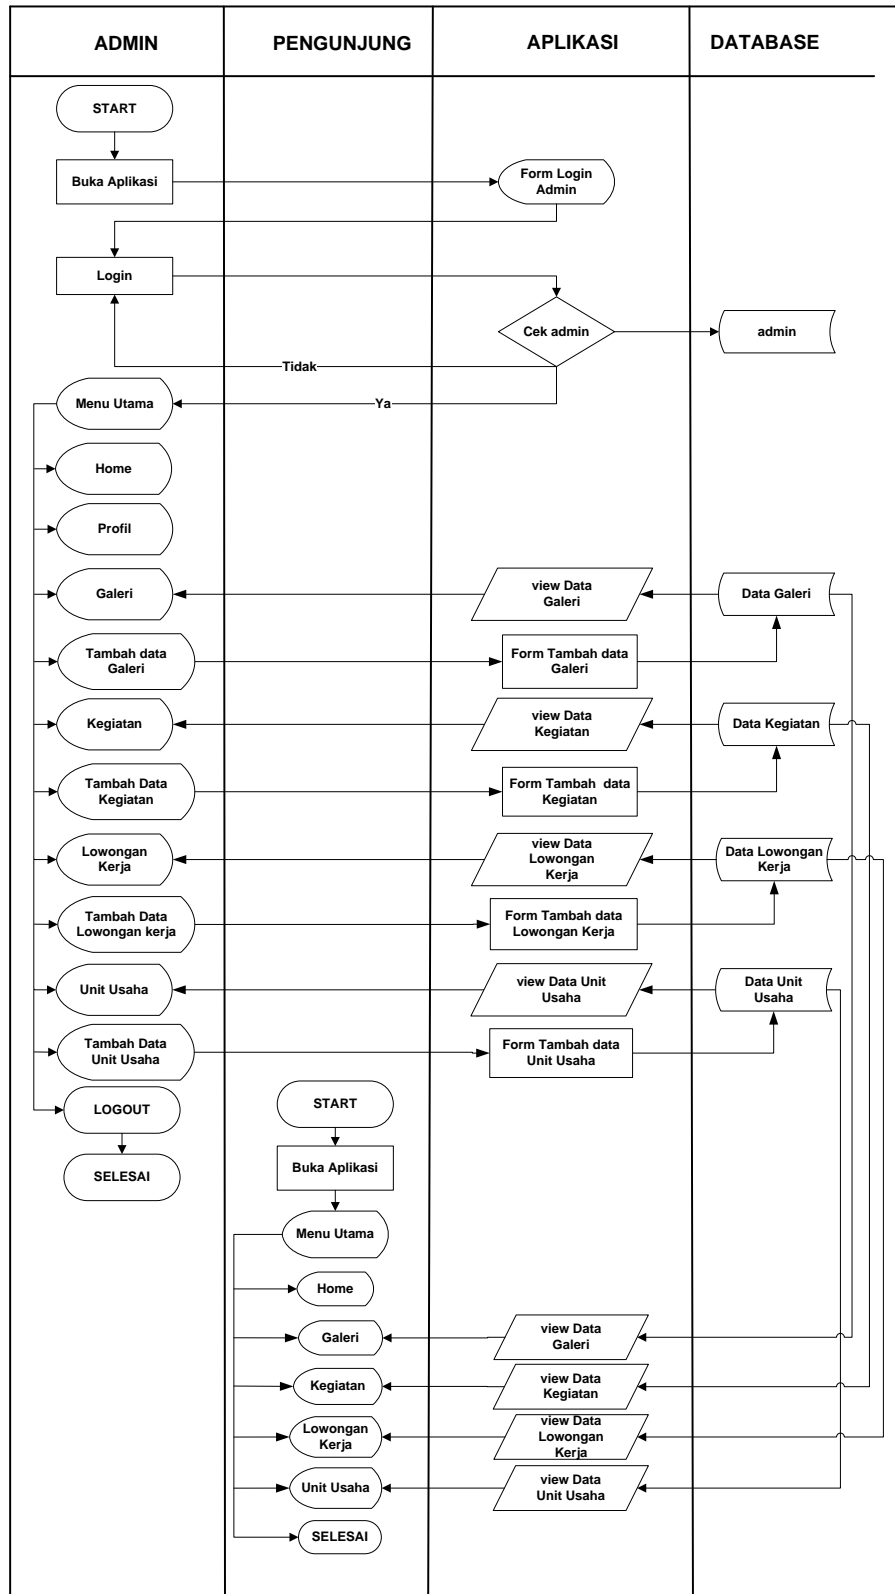 ADMIN
PENGUNJUNG
APLIKASI
DATABASE
START
Buka Aplikasi
Form Login
Admin
Login
Cek admin
admin
Tidak
Menu Utama
Ya
Home
Profil
Galeri
view Data
Galeri
Data Galeri
Tambah data
Galeri
Form Tambah data
Galeri
Kegiatan
view Data
Kegiatan
Data Kegiatan
Tambah Data
Kegiatan
Form Tambah data
Kegiatan
Lowongan
Kerja
view Data
Lowongan
Kerja
Data Lowongan
Kerja
Tambah Data
Lowongan kerja
Form Tambah data
Lowongan Kerja
Unit Usaha
view Data Unit
Usaha
Data Unit
Usaha
Tambah Data
Unit Usaha
Form Tambah data
Unit Usaha
LOGOUT
SELESAI
START
Buka Aplikasi
Menu Utama
Home
Galeri
view Data
Galeri
Kegiatan
view Data
Kegiatan
Lowongan
Kerja
view Data
Lowongan
Kerja
Unit Usaha
view Data
Unit Usaha
SELESAI